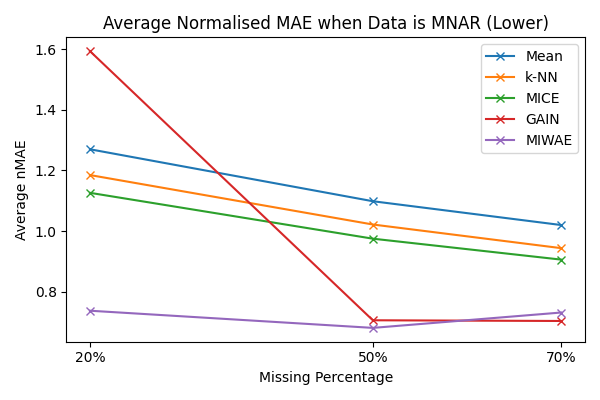 Average Normalised MAE when Data is MNAR (Lower)
1.6
1.4
1.2
1.0
0.8
Average nMAE
Mean
k-NN
MICE
GAIN
MIWAE
20%
50%
70%
Missing Percentage